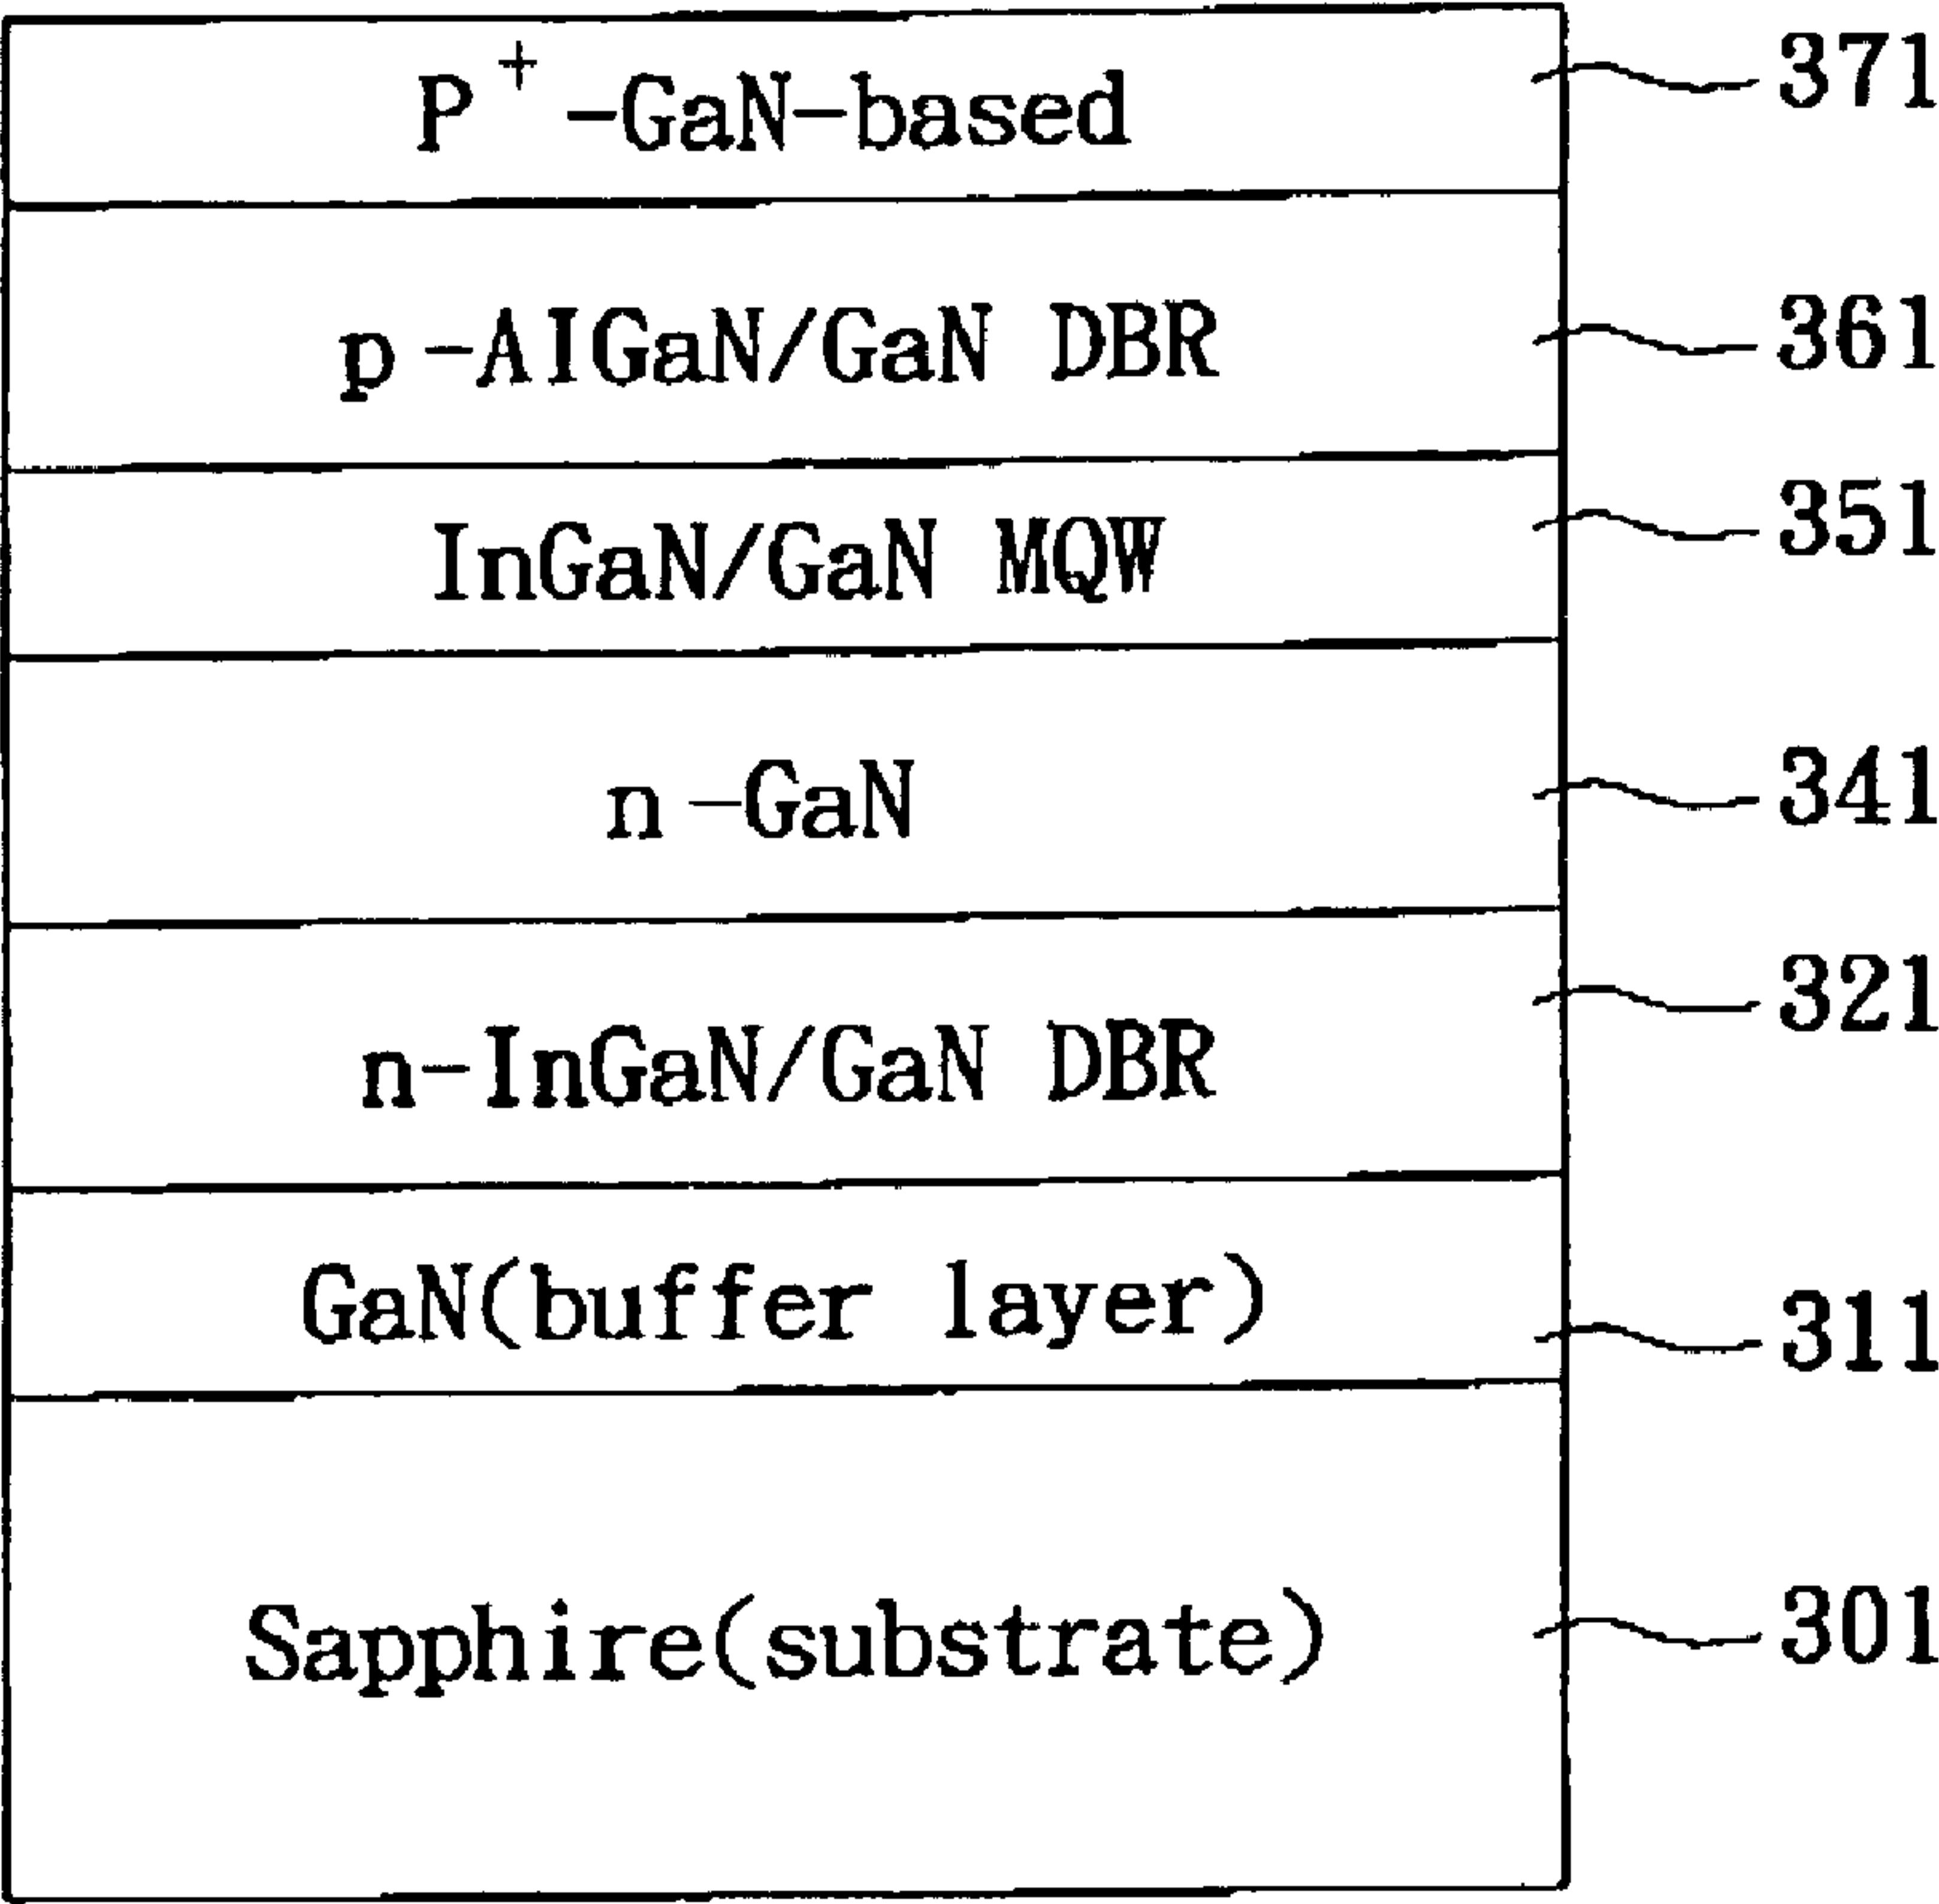 P⁺-GaN-based 371
p-AlGaN/GaN DBR 361
InGaN/GaN MQW 351
n-GaN 341
n-InGaN/GaN DBR 321
GaN(buffer layer) 311
Sapphire(substrate) 301